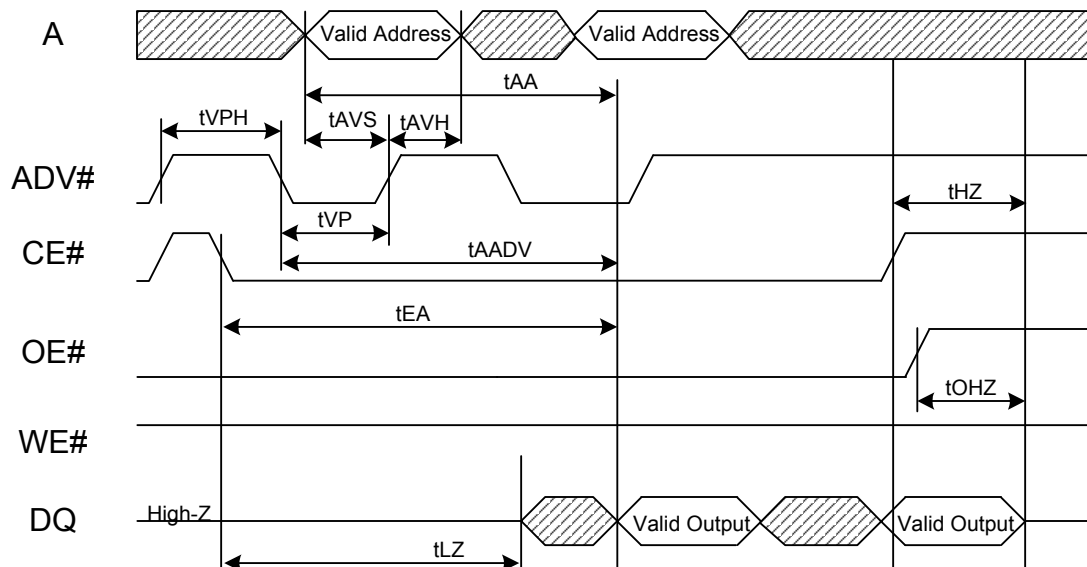 A
Valid Address
Valid Address
tAA
tVPH
tAVS
tAVH
ADV#
tHZ
tVP
CE#
tAADV
tEA
OE#
tOHZ
WE#
High-Z
DQ
Valid Output
Valid Output
tLZ